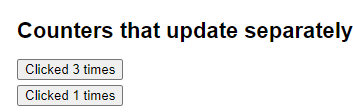 Counters that update separately
Clicked 3 times
Clicked 1 times